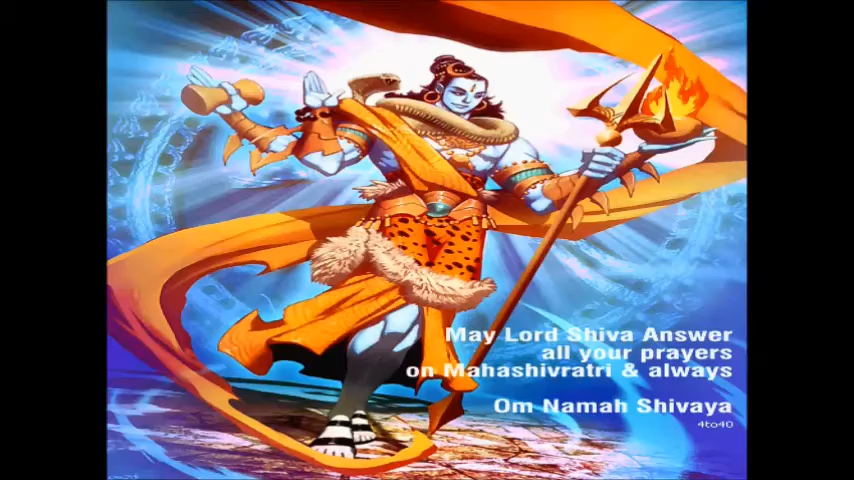 May Lord Shiva Answer
all your prayers
on Mahashivratri & always
Om Namah Shivaya
4to40